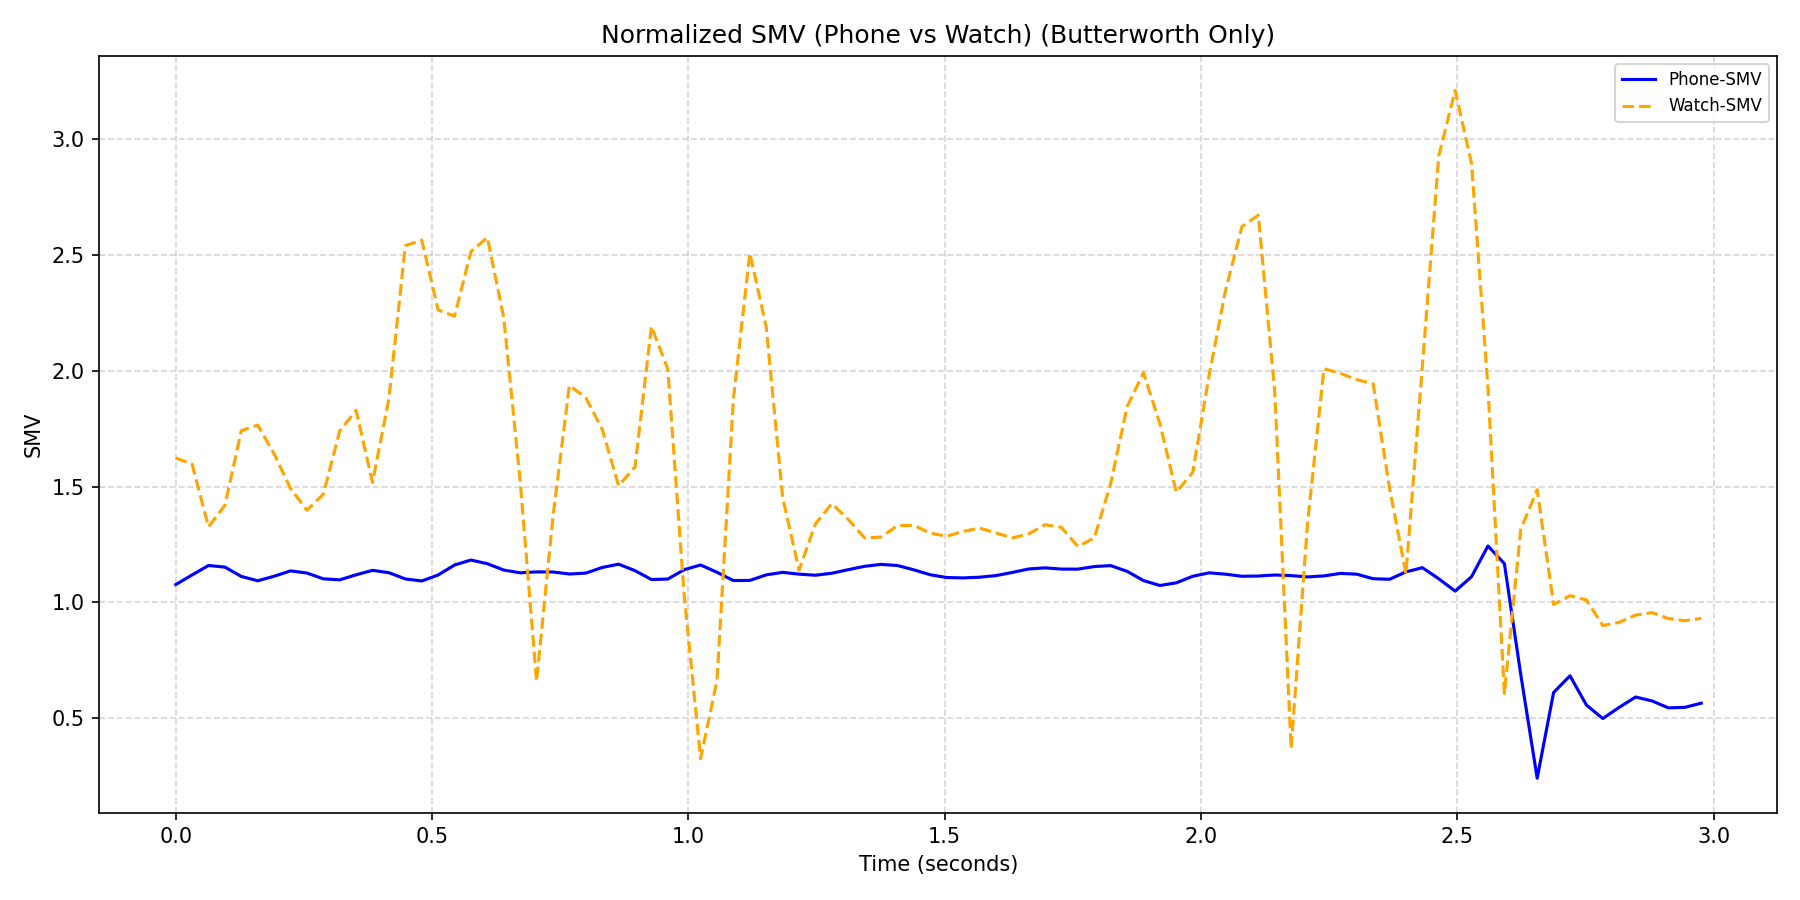 Normalized SMV (Phone vs Watch) (Butterworth Only)
Phone-SMV
Watch-SMV
SMV
3.0
2.5
2.0
1.5
1.0
0.5
0.0 0.5 1.0 1.5 2.0 2.5 3.0
Time (seconds)